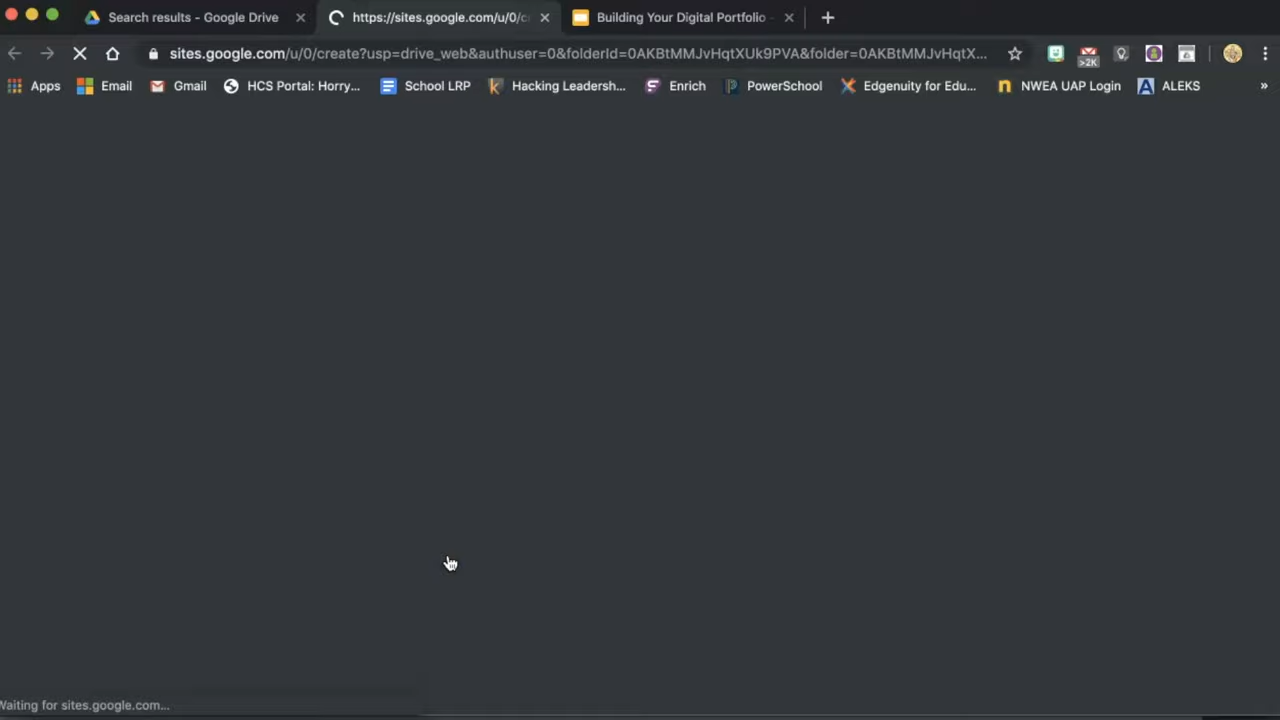 Search results - Google Drive
https://sites.google.com/u/0/c
Building Your Digital Portfolio -
sites.google.com/u/0/create?usp=drive_web&authuser=0&folderId=0AKBtMMJvHqtXUk9PVA&folder=0AKBtMMJvHqtX...
>2K
Apps
Email
Gmail
HCS Portal: Horry...
School LRP
Hacking Leadersh...
Enrich
PowerSchool
Edgenuity for Edu...
NWEA UAP Login
ALEKS
»
Waiting for sites.google.com...